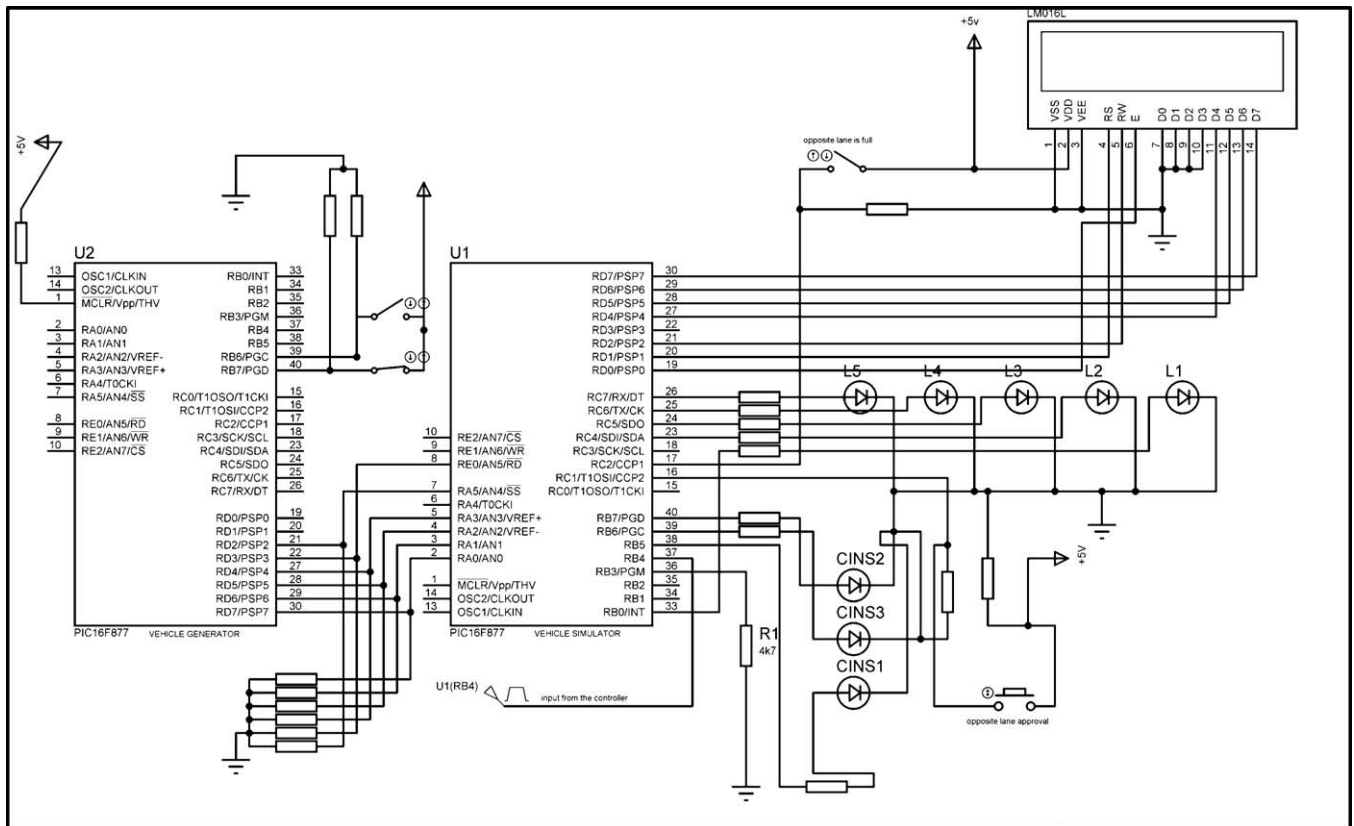 LM016L
+5v
VSS
VDD
VEE
RS
RW
E
D0
D1
D2
D3
D4
D5
D6
D7
1
2
3
4
5
6
7
8
9
10
11
12
13
14
opposite lane is full
+5V
U2
13 OSC1/CLKIN RB0/INT 33
14 OSC2/CLKOUT RB1 34
1 MCLR/Vpp/THV RB2 35
RB3/PGM 36
2 RA0/AN0 RB4 37
3 RA1/AN1 RB5 38
4 RA2/AN2/VREF- RB6/PGC 39
5 RA3/AN3/VREF+ RB7/PGD 40
6 RA4/T0CKI
7 RA5/AN4/SS RC0/T1OSO/T1CKI 15
RC1/T1OSI/CCP2 16
8 RE0/AN5/RD RC2/CCP1 17
9 RE1/AN6/WR RC3/SCK/SCL 18
10 RE2/AN7/CS RC4/SDI/SDA 23
RC5/SDO 24
RC6/TX/CK 25
RC7/RX/DT 26
RD0/PSP0 19
RD1/PSP1 20
RD2/PSP2 21
RD3/PSP3 22
RD4/PSP4 27
RD5/PSP5 28
RD6/PSP6 29
RD7/PSP7 30
PIC16F877 VEHICLE GENERATOR
U1
RD7/PSP7 30
RD6/PSP6 29
RD5/PSP5 28
RD4/PSP4 27
RD3/PSP3 22
RD2/PSP2 21
RD1/PSP1 20
RD0/PSP0 19
RC7/RX/DT 26
RC6/TX/CK 25
RC5/SDO 24
10 RE2/AN7/CS RC4/SDI/SDA 23
9 RE1/AN6/WR RC3/SCK/SCL 18
8 RE0/AN5/RD RC2/CCP1 17
RC1/T1OSI/CCP2 16
7 RA5/AN4/SS RC0/T1OSO/T1CKI 15
6 RA4/T0CKI
5 RA3/AN3/VREF+ RB7/PGD 40
4 RA2/AN2/VREF- RB6/PGC 39
3 RA1/AN1 RB5 38
2 RA0/AN0 RB4 37
RB3/PGM 36
1 MCLR/Vpp/THV RB2 35
14 OSC2/CLKOUT RB1 34
13 OSC1/CLKIN RB0/INT 33
PIC16F877 VEHICLE SIMULATOR
L5
L4
L3
L2
L1
CINS2
CINS3
CINS1
+5V
R1
4k7
U1(RB4)
input from the controller
opposite lane approval